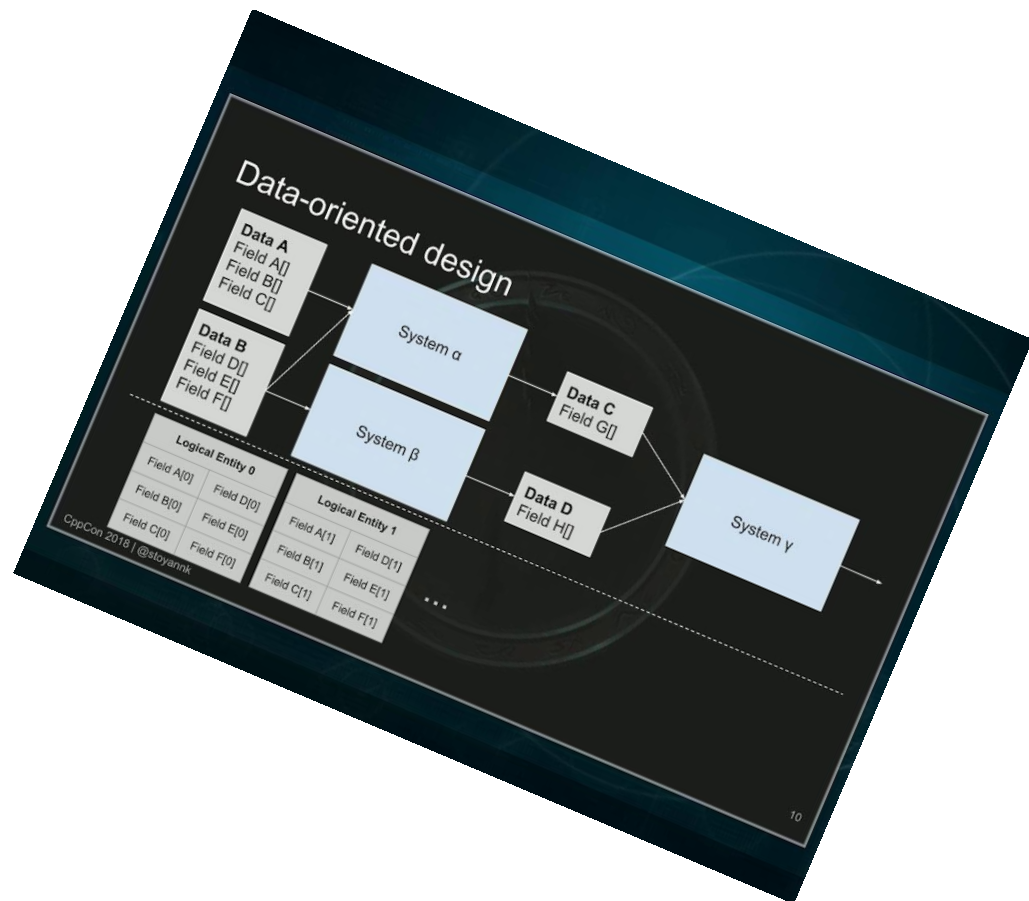 Data-oriented design
Data A
Field A[]
Field B[]
Field C[]
Data B
Field D[]
Field E[]
Field F[]
System α
System β
Data C
Field G[]
Data D
Field H[]
System γ
Logical Entity 0
Field A[0] Field D[0]
Field B[0] Field E[0]
Field C[0] Field F[0]
Logical Entity 1
Field A[1] Field D[1]
Field B[1] Field E[1]
Field C[1] Field F[1]
...
CppCon 2018 | @stoyannk
10